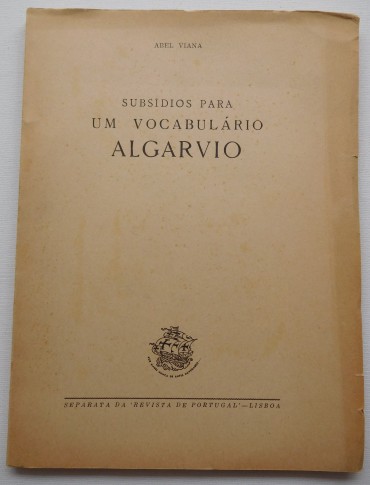 ABEL VIANA
SUBSÍDIOS PARA
UM VOCABULÁRIO
ALGARVIO
SEPARATA DA 'REVISTA DE PORTUGAL'—LISBOA